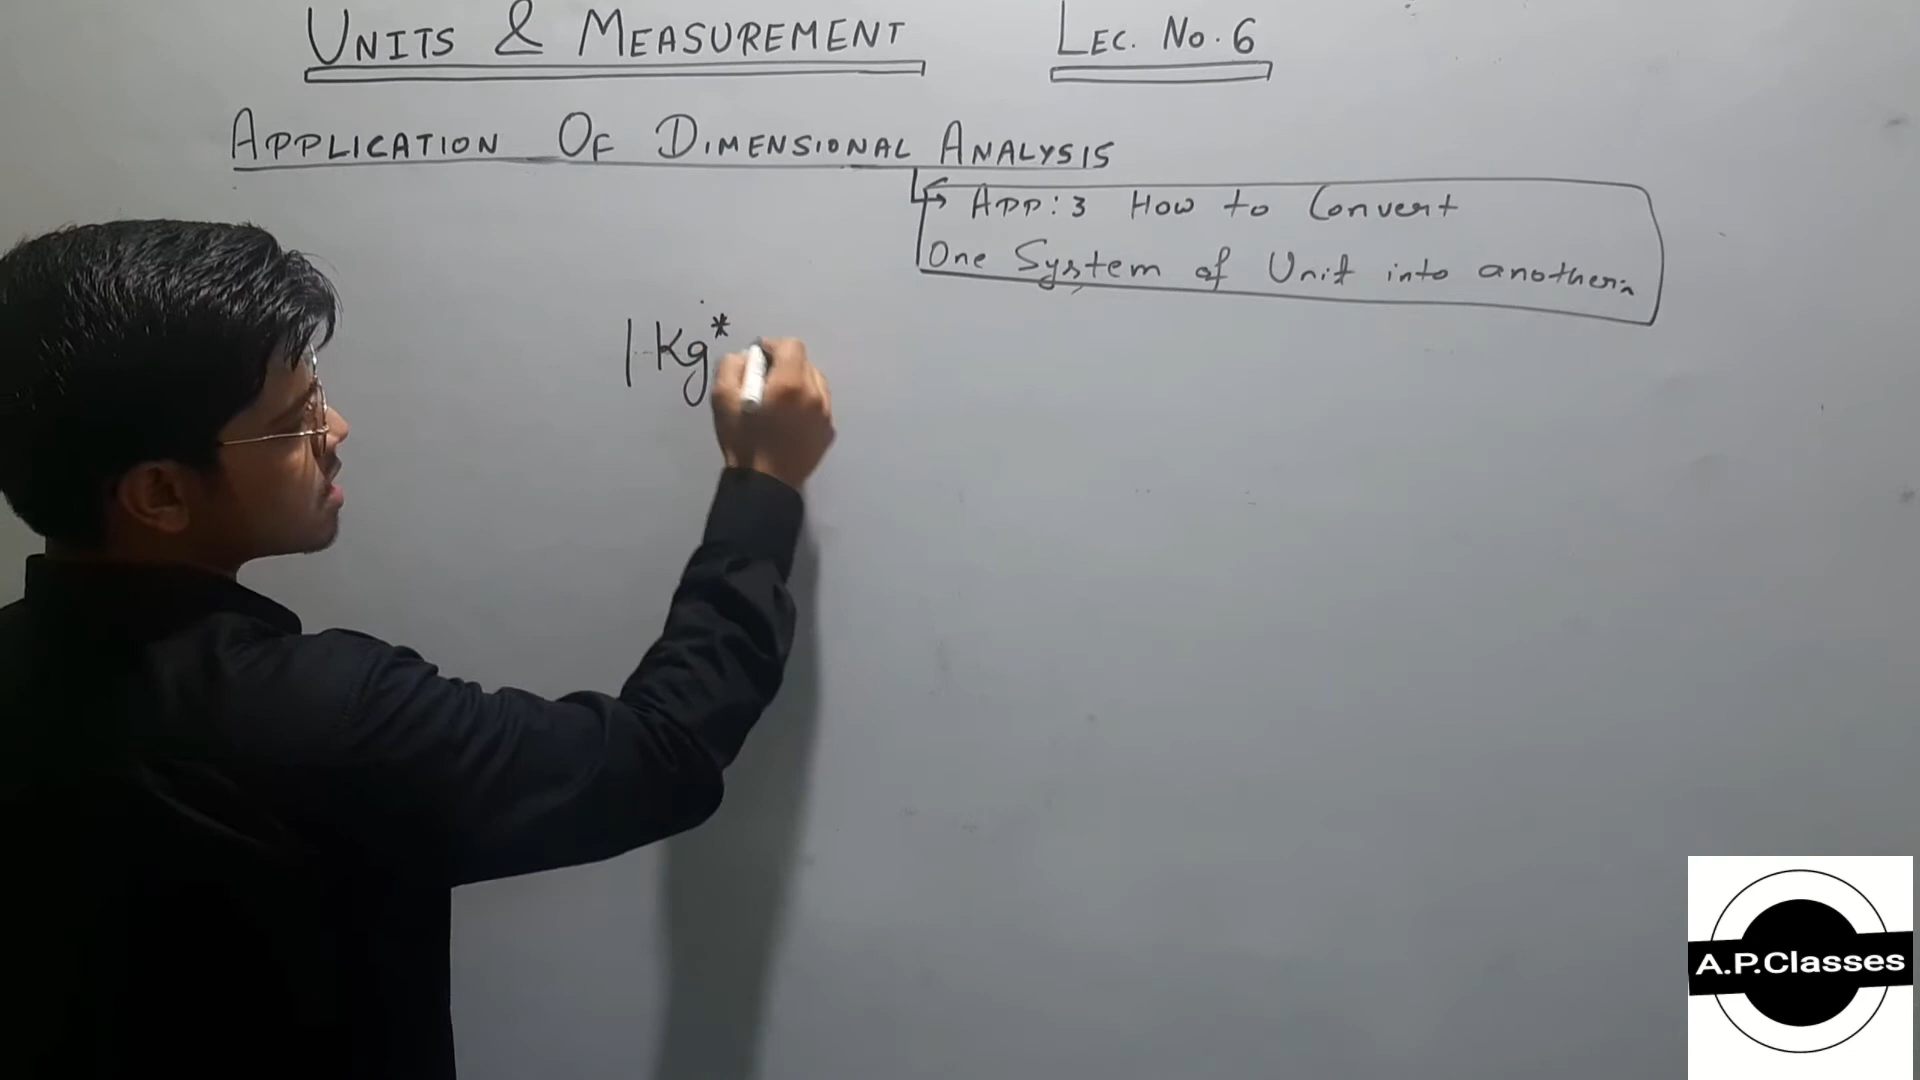 UNITS & MEASUREMENT LEC. NO. 6
APPLICATION OF DIMENSIONAL ANALYSIS
APP: 3 How to Convert
One System of Unit into another
1 Kg*
A.P.Classes